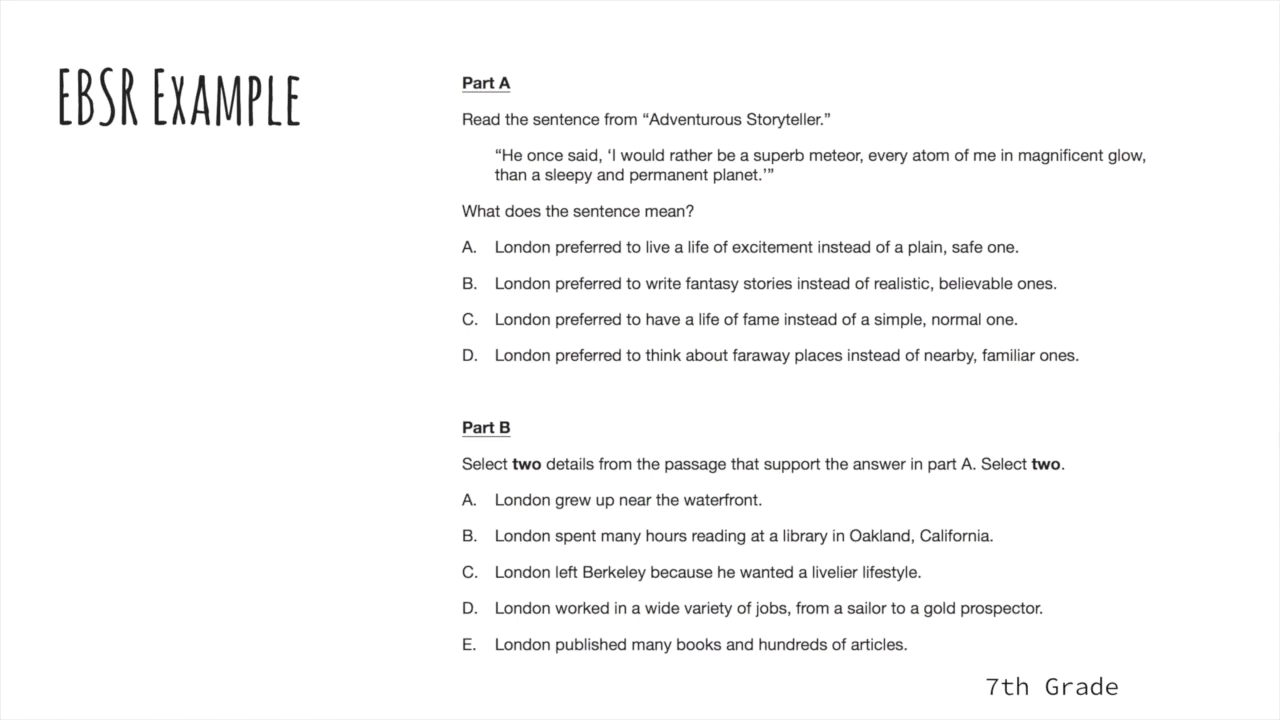 EBSR Example
Part A
Read the sentence from “Adventurous Storyteller.”
“He once said, ‘I would rather be a superb meteor, every atom of me in magnificent glow,
than a sleepy and permanent planet.’”
What does the sentence mean?
A. London preferred to live a life of excitement instead of a plain, safe one.
B. London preferred to write fantasy stories instead of realistic, believable ones.
C. London preferred to have a life of fame instead of a simple, normal one.
D. London preferred to think about faraway places instead of nearby, familiar ones.
Part B
Select two details from the passage that support the answer in part A. Select two.
A. London grew up near the waterfront.
B. London spent many hours reading at a library in Oakland, California.
C. London left Berkeley because he wanted a livelier lifestyle.
D. London worked in a wide variety of jobs, from a sailor to a gold prospector.
E. London published many books and hundreds of articles.
7th Grade